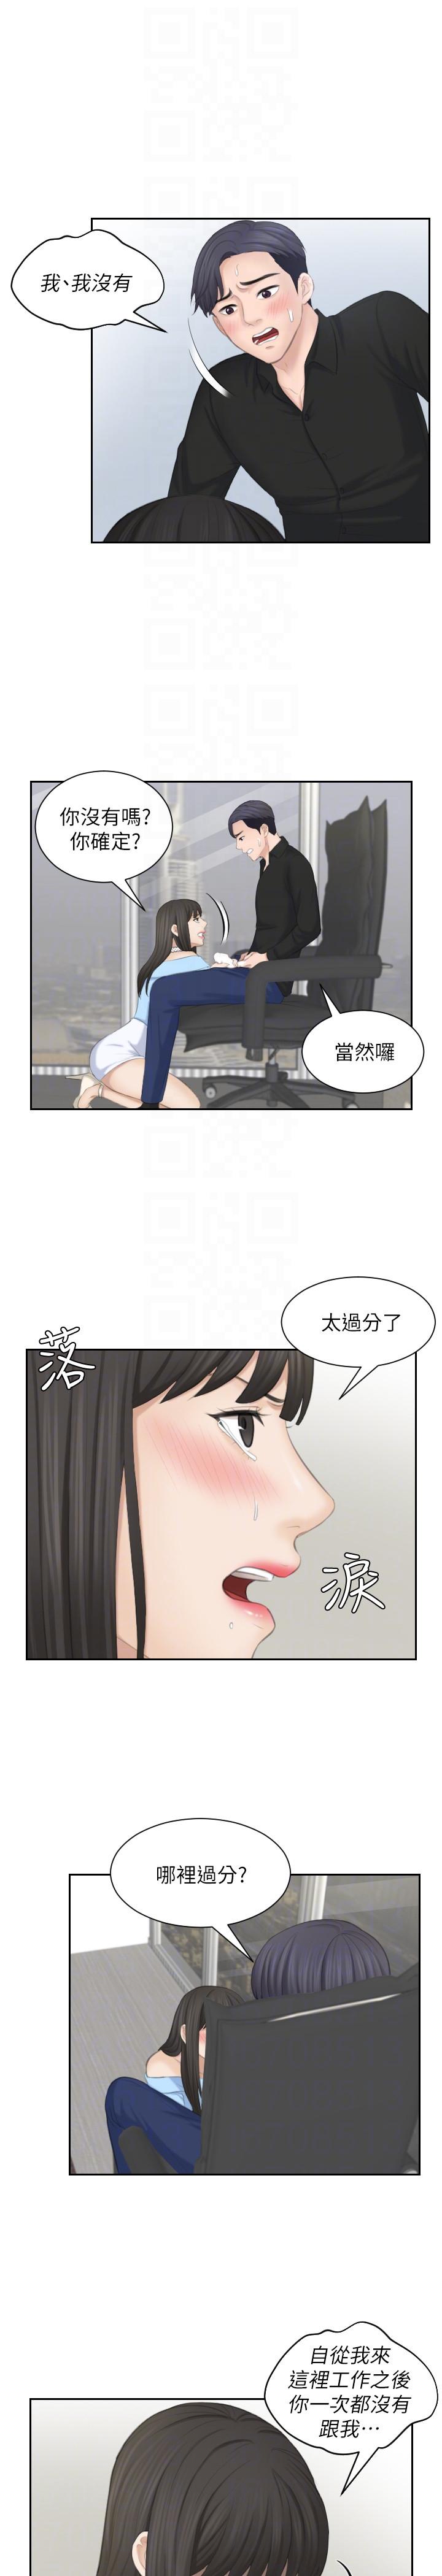 我、我沒有
你沒有嗎?
你確定?
當然囉
太過分了
落
淚
哪裡過分?
自從我來
這裡工作之後
你一次都沒有
跟我…